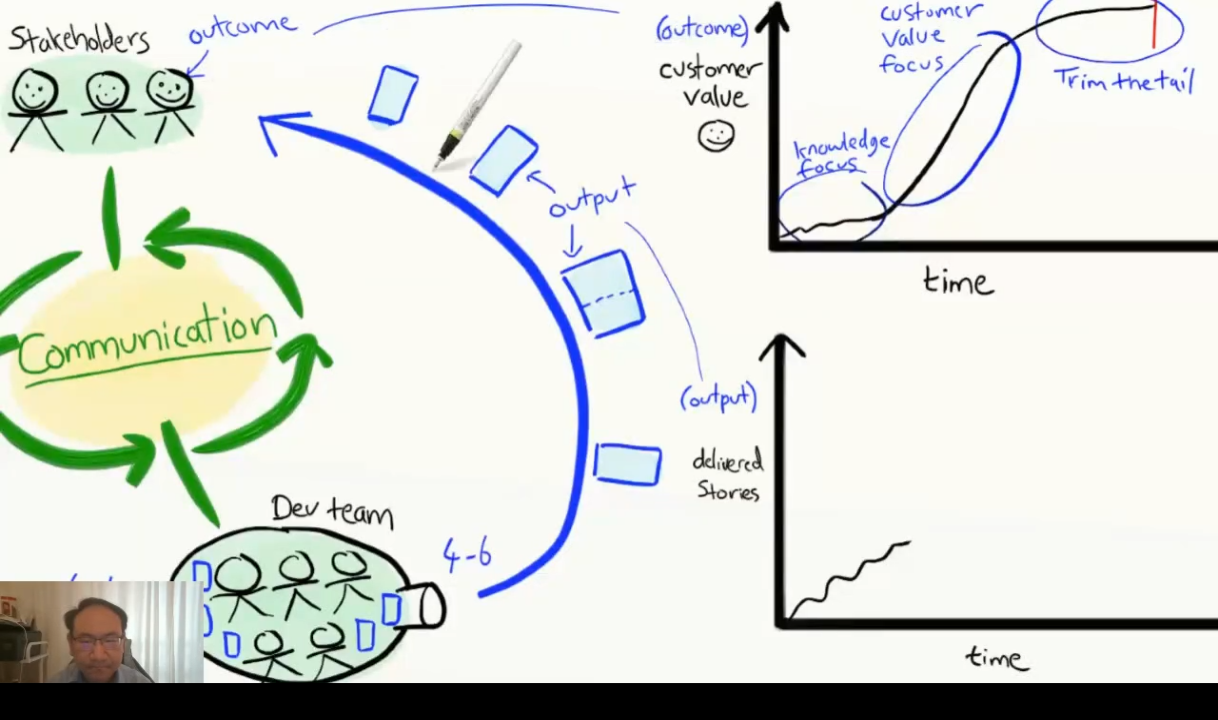 Stakeholders
outcome
Communication
Dev team
4-6
output
(output)
(outcome)
customer
value
knowledge
focus
customer
value
focus
Trim the tail
time
delivered
Stories
time